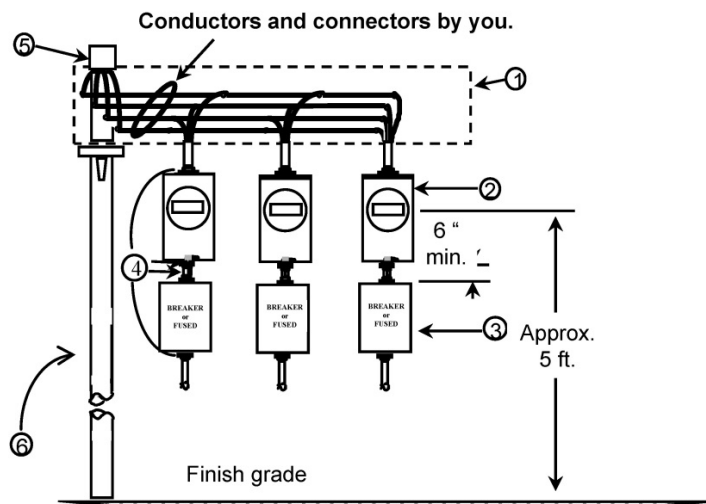 Conductors and connectors by you.
5
1
2
6 "
min.
4
BREAKER
or
FUSED
BREAKER
or
FUSED
BREAKER
or
FUSED
3
Approx.
5 ft.
6
Finish grade